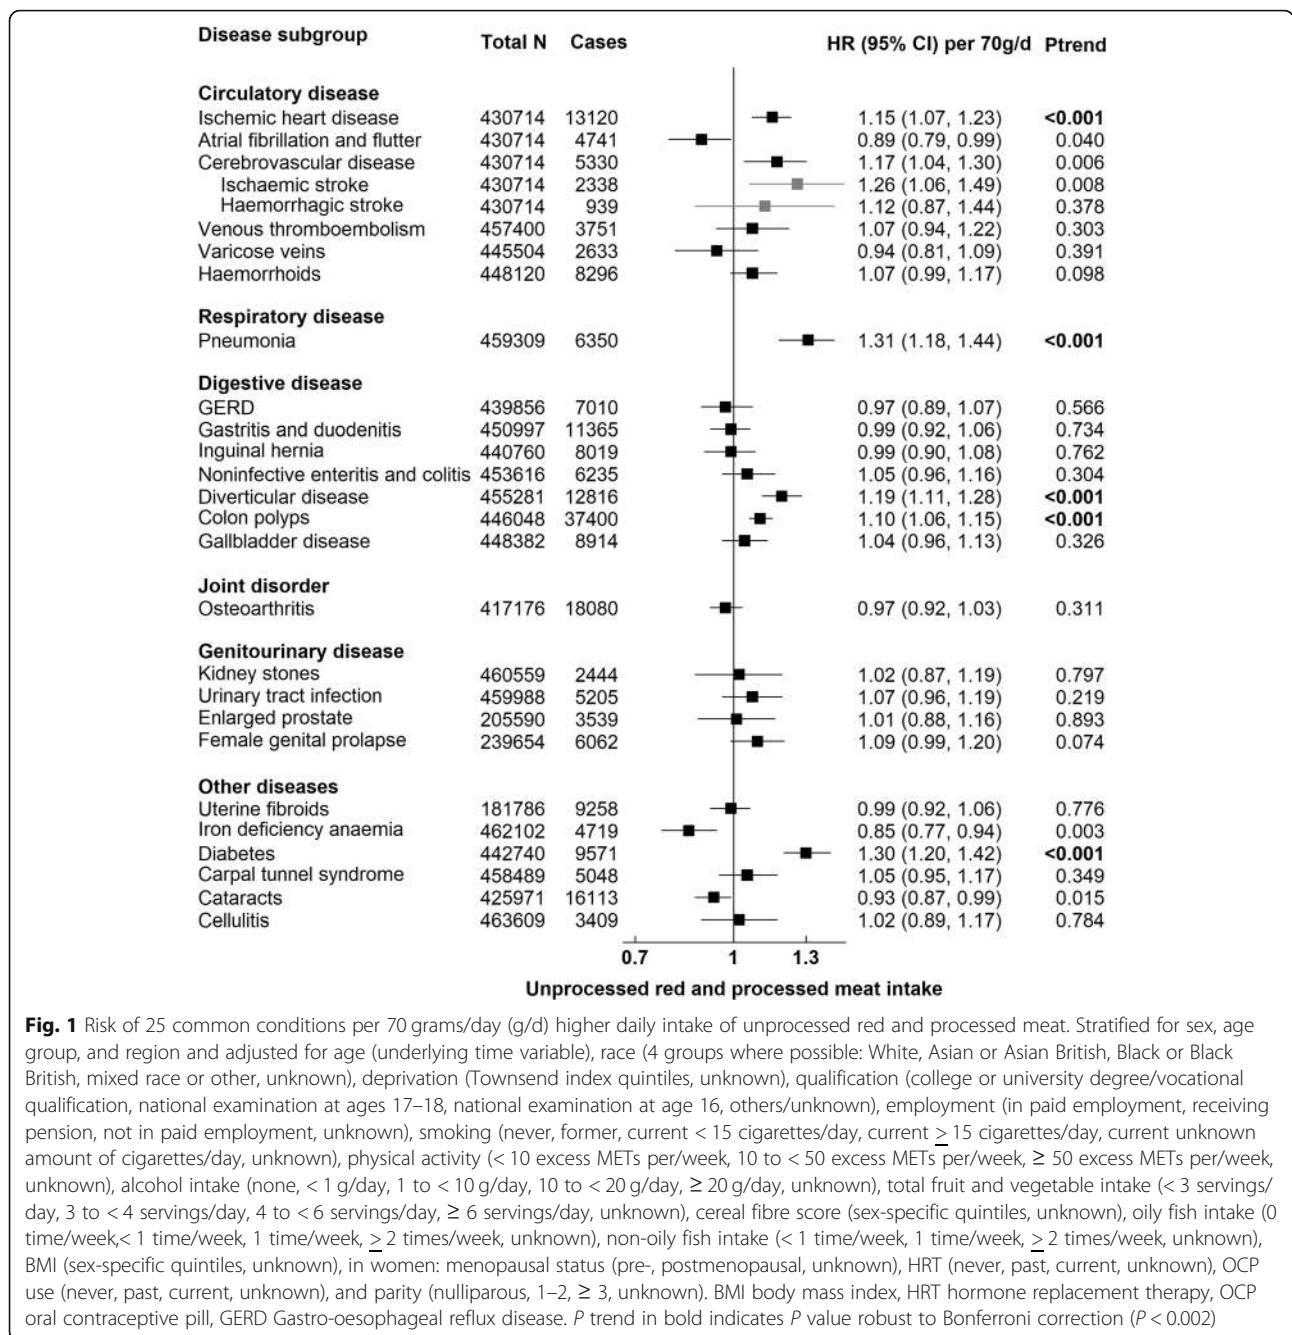 Disease subgroup Total N Cases HR (95% CI) per 70g/d Ptrend
Circulatory disease
Ischemic heart disease 430714 13120 1.15 (1.07, 1.23) <0.001
Atrial fibrillation and flutter 430714 4741 0.89 (0.79, 0.99) 0.040
Cerebrovascular disease 430714 5330 1.17 (1.04, 1.30) 0.006
Ischaemic stroke 430714 2338 1.26 (1.06, 1.49) 0.008
Haemorrhagic stroke 430714 939 1.12 (0.87, 1.44) 0.378
Venous thromboembolism 457400 3751 1.07 (0.94, 1.22) 0.303
Varicose veins 445504 2633 0.94 (0.81, 1.09) 0.391
Haemorrhoids 448120 8296 1.07 (0.99, 1.17) 0.098
Respiratory disease
Pneumonia 459309 6350 1.31 (1.18, 1.44) <0.001
Digestive disease
GERD 439856 7010 0.97 (0.89, 1.07) 0.566
Gastritis and duodenitis 450997 11365 0.99 (0.92, 1.06) 0.734
Inguinal hernia 440760 8019 0.99 (0.90, 1.08) 0.762
Noninfective enteritis and colitis 453616 6235 1.05 (0.96, 1.16) 0.304
Diverticular disease 455281 12816 1.19 (1.11, 1.28) <0.001
Colon polyps 446048 37400 1.10 (1.06, 1.15) <0.001
Gallbladder disease 448382 8914 1.04 (0.96, 1.13) 0.326
Joint disorder
Osteoarthritis 417176 18080 0.97 (0.92, 1.03) 0.311
Genitourinary disease
Kidney stones 460559 2444 1.02 (0.87, 1.19) 0.797
Urinary tract infection 459988 5205 1.07 (0.96, 1.19) 0.219
Enlarged prostate 205590 3539 1.01 (0.88, 1.16) 0.893
Female genital prolapse 239654 6062 1.09 (0.99, 1.20) 0.074
Other diseases
Uterine fibroids 181786 9258 0.99 (0.92, 1.06) 0.776
Iron deficiency anaemia 462102 4719 0.85 (0.77, 0.94) 0.003
Diabetes 442740 9571 1.30 (1.20, 1.42) <0.001
Carpal tunnel syndrome 458489 5048 1.05 (0.95, 1.17) 0.349
Cataracts 425971 16113 0.93 (0.87, 0.99) 0.015
Cellulitis 463609 3409 1.02 (0.89, 1.17) 0.784
0.7 1 1.3
Unprocessed red and processed meat intake
Fig. 1 Risk of 25 common conditions per 70 grams/day (g/d) higher daily intake of unprocessed red and processed meat. Stratified for sex, age
group, and region and adjusted for age (underlying time variable), race (4 groups where possible: White, Asian or Asian British, Black or Black
British, mixed race or other, unknown), deprivation (Townsend index quintiles, unknown), qualification (college or university degree/vocational
qualification, national examination at ages 17–18, national examination at age 16, others/unknown), employment (in paid employment, receiving
pension, not in paid employment, unknown), smoking (never, former, current < 15 cigarettes/day, current ≥ 15 cigarettes/day, current unknown
amount of cigarettes/day, unknown), physical activity (< 10 excess METs per/week, 10 to < 50 excess METs per/week, ≥ 50 excess METs per/week,
unknown), alcohol intake (none, < 1 g/day, 1 to < 10 g/day, 10 to < 20 g/day, ≥ 20 g/day, unknown), total fruit and vegetable intake (< 3 servings/
day, 3 to < 4 servings/day, 4 to < 6 servings/day, ≥ 6 servings/day, unknown), cereal fibre score (sex-specific quintiles, unknown), oily fish intake (0
time/week,< 1 time/week, 1 time/week, ≥ 2 times/week, unknown), non-oily fish intake (< 1 time/week, 1 time/week, ≥ 2 times/week, unknown),
BMI (sex-specific quintiles, unknown), in women: menopausal status (pre-, postmenopausal, unknown), HRT (never, past, current, unknown), OCP
use (never, past, current, unknown), and parity (nulliparous, 1–2, ≥ 3, unknown). BMI body mass index, HRT hormone replacement therapy, OCP
oral contraceptive pill, GERD Gastro-oesophageal reflux disease. P trend in bold indicates P value robust to Bonferroni correction (P < 0.002)